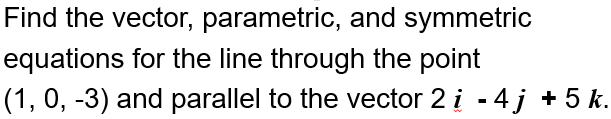 Find the vector, parametric, and symmetric
equations for the line through the point
(1, 0, -3) and parallel to the vector 2 i - 4 j + 5 k.